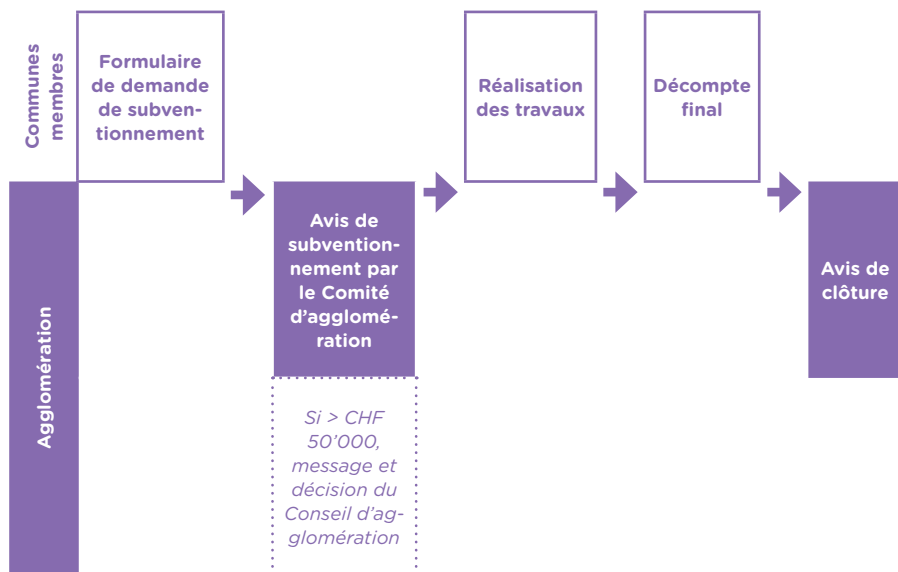 Communes
membres
Formulaire
de demande
de subven-
tionnement
Réalisation
des travaux
Décompte
final
Agglomération
Avis de
subvention-
nement par
le Comité
d’agglomé-
ration
Si > CHF
50’000,
message et
décision du
Conseil d’ag-
glomération
Avis de
clôture